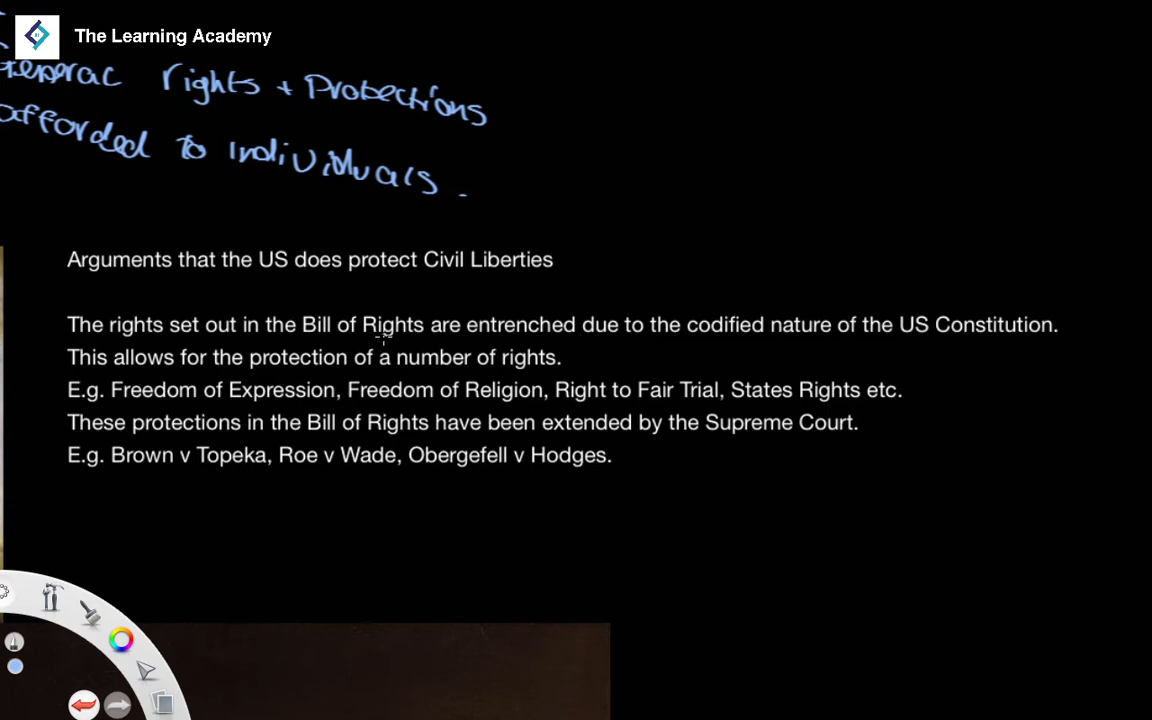 The Learning Academy
General rights + Protections
afforded to individuals.
Arguments that the US does protect Civil Liberties
The rights set out in the Bill of Rights are entrenched due to the codified nature of the US Constitution.
This allows for the protection of a number of rights.
E.g. Freedom of Expression, Freedom of Religion, Right to Fair Trial, States Rights etc.
These protections in the Bill of Rights have been extended by the Supreme Court.
E.g. Brown v Topeka, Roe v Wade, Obergefell v Hodges.